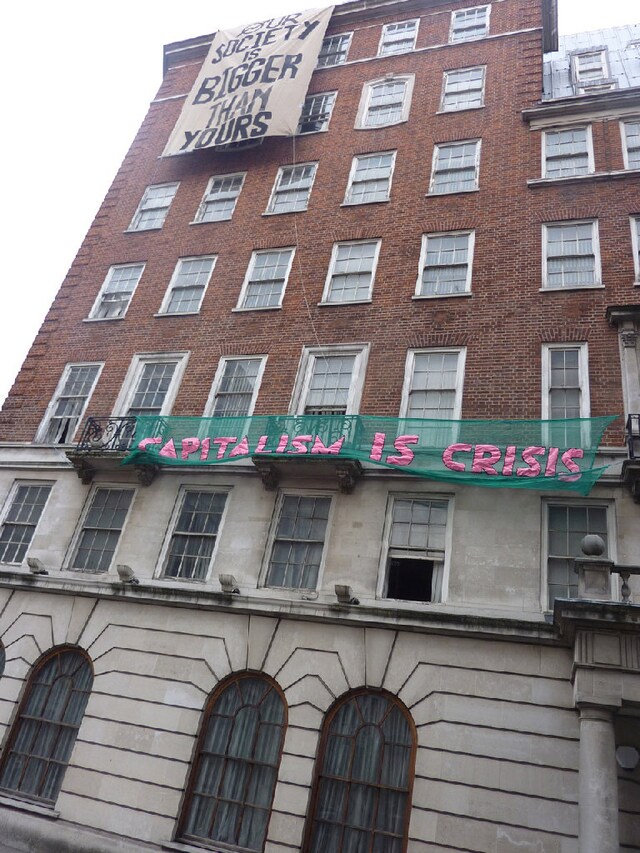 OUR
SOCIETY
IS
BIGGER
THAN
YOURS
CAPITALISM IS CRISIS